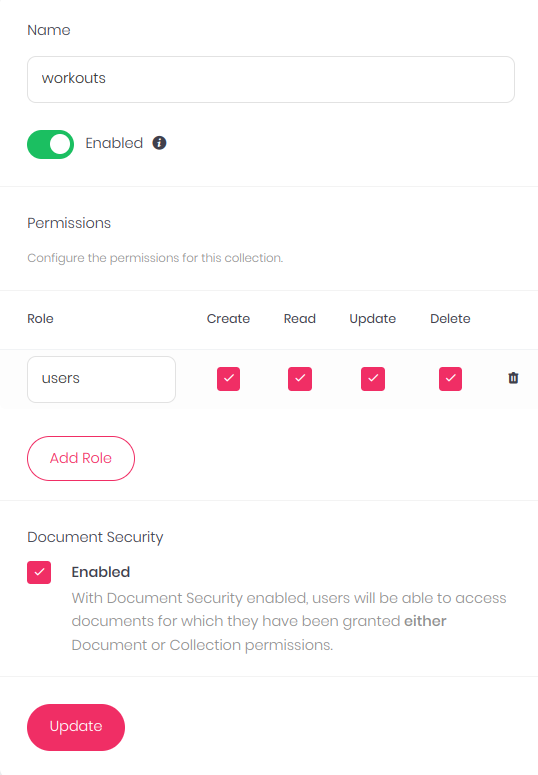 Name
workouts
Enabled
Permissions
Configure the permissions for this collection.
Role Create Read Update Delete
users
Add Role
Document Security
Enabled
With Document Security enabled, users will be able to access
documents for which they have been granted either
Document or Collection permissions.
Update